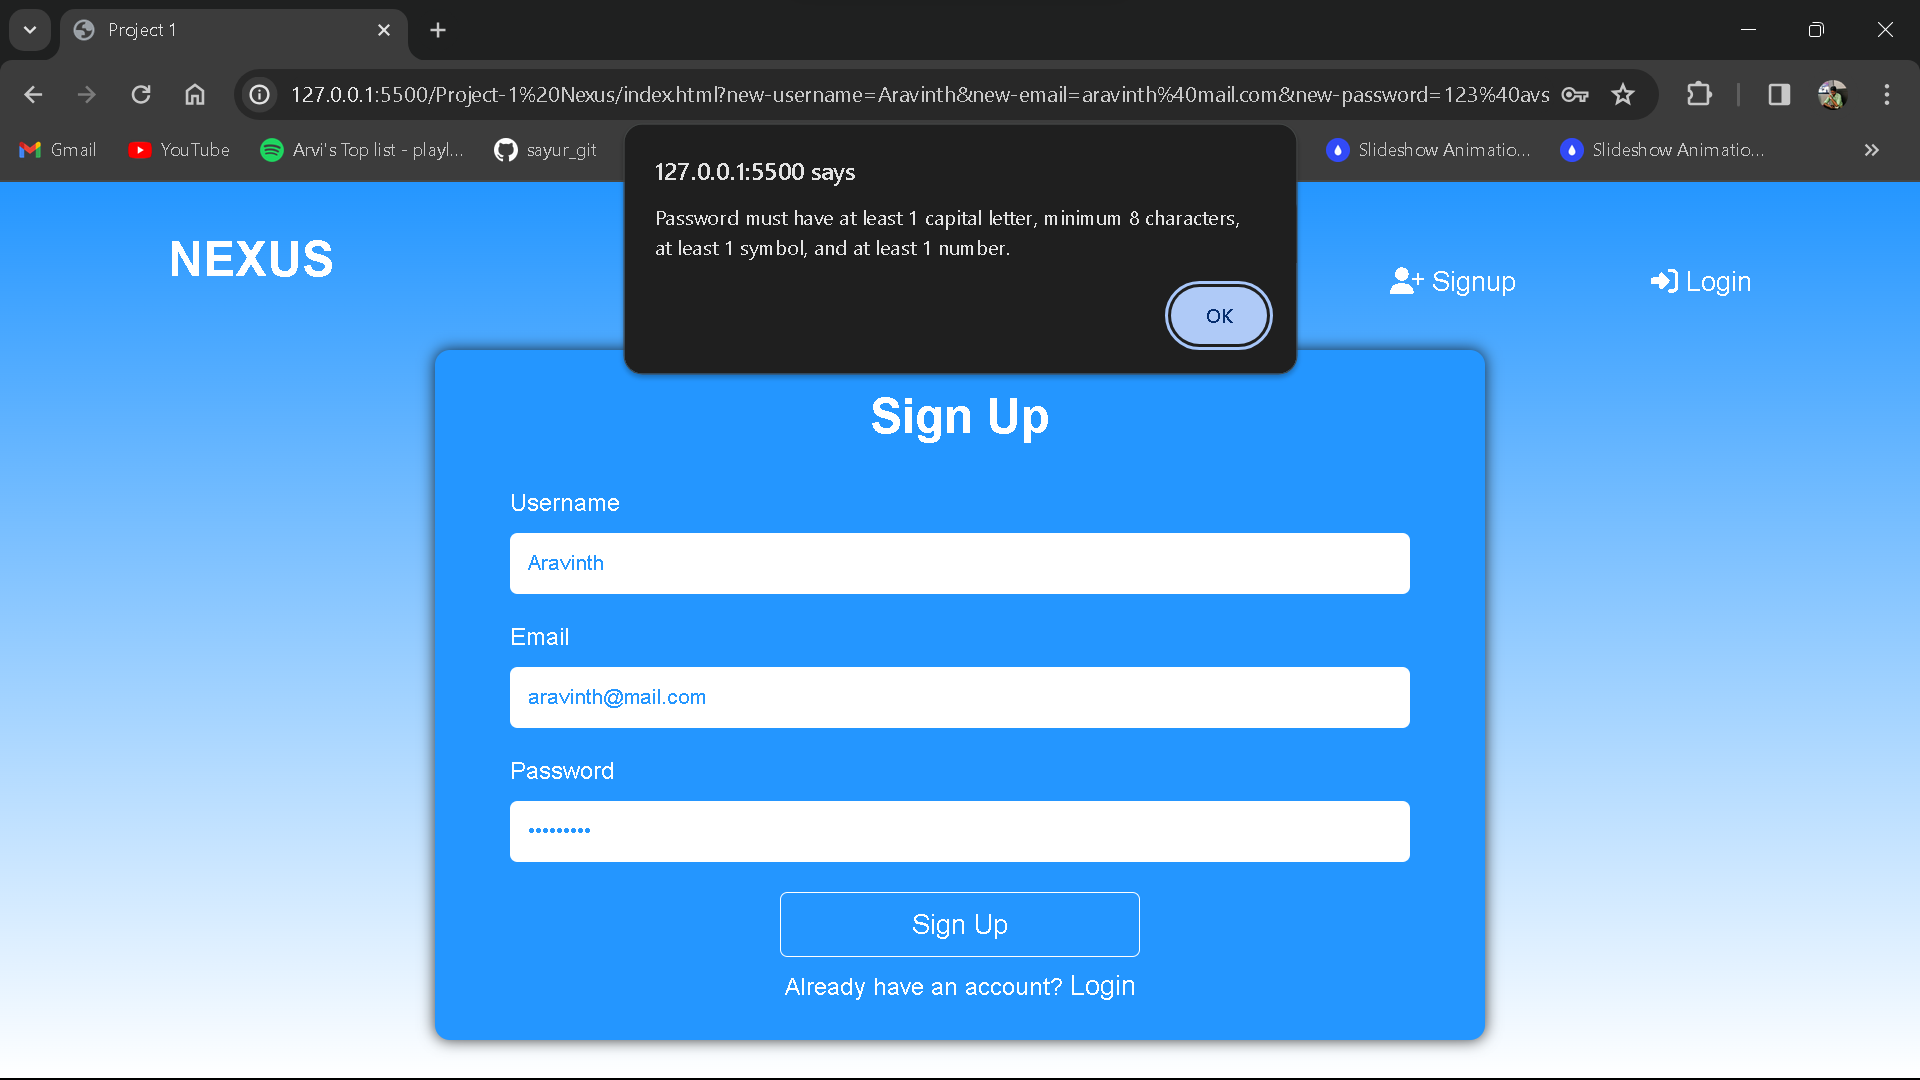 Project 1
127.0.0.1:5500/Project-1%20Nexus/index.html?new-username=Aravinth&new-email=aravinth%40mail.com&new-password=123%40avs
Gmail
YouTube
Arvi's Top list - playl...
sayur_git
Slideshow Animatio...
Slideshow Animatio...
127.0.0.1:5500 says
Password must have at least 1 capital letter, minimum 8 characters,
at least 1 symbol, and at least 1 number.
OK
NEXUS
Signup
Login
Sign Up
Username
Aravinth
Email
aravinth@mail.com
Password
•••••••••
Sign Up
Already have an account? Login